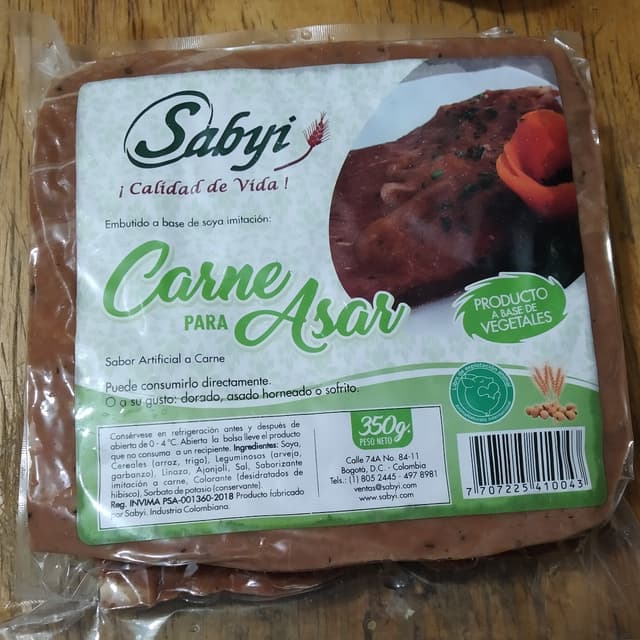 Sabyi
¡ Calidad de Vida !
Embutido a base de soya imitación:
Carne
PARA Asar
PRODUCTO
A BASE DE
VEGETALES
Sabor Artificial a Carne
Puede consumirlo directamente.
O a su gusto: dorado, asado horneado o sofrito.
Consérvese en refrigeración antes y después de
abierto de 0 - 4 °C. Abierta la bolsa lleve el producto
que no consuma a un recipiente. Ingredientes: Soya,
Cereales (arroz, trigo), Leguminosas (arveja,
garbanzo), Linaza, Ajonjolí, Sal, Saborizante
imitación a carne, Colorante (desidratados de
hibisco), Sorbato de potasio (conservante).
Reg. INVIMA PSA-001360-2018 Producto fabricado
por Sabyi. Industria Colombiana.
350g.
PESO NETO
Calle 74A No. 84-11
Bogotá, D.C. - Colombia
Tels.: (1) 805 2445 - 497 8981
ventas@sabyi.com
www.sabyi.com
7 707225 410043